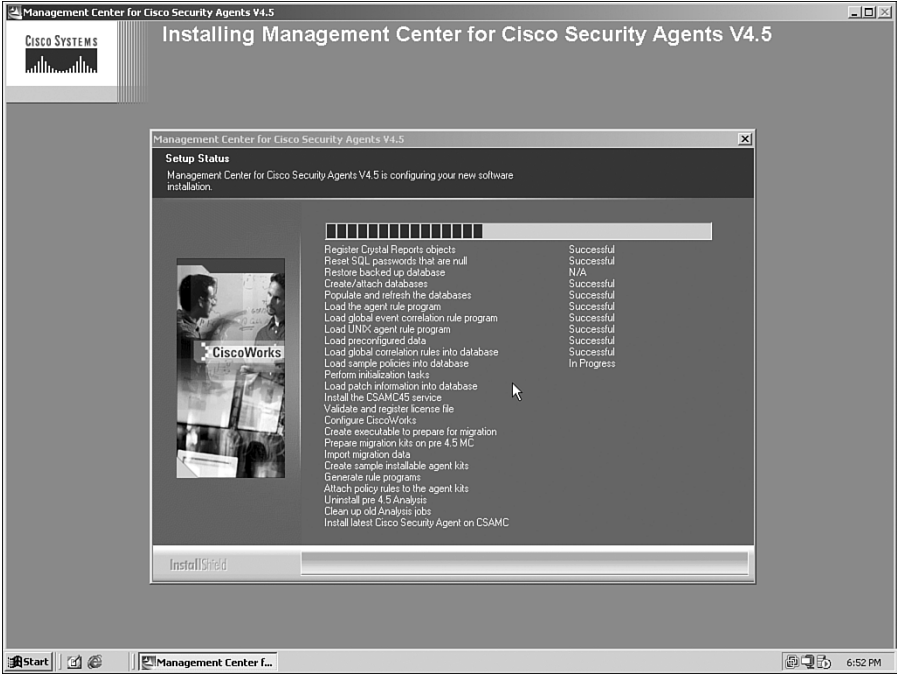 Management Center for Cisco Security Agents V4.5
CISCO SYSTEMS
Installing Management Center for Cisco Security Agents V4.5
Management Center for Cisco Security Agents V4.5
Setup Status
Management Center for Cisco Security Agents V4.5 is configuring your new software
installation.
Register Crystal Reports objects Successful
Reset SQL passwords that are null Successful
Restore backed up database N/A
Create/attach databases Successful
Populate and refresh the databases Successful
Load the agent rule program Successful
Load global event correlation rule program Successful
Load UNIX agent rule program Successful
Load preconfigured data Successful
Load global correlation rules into database Successful
Load sample policies into database In Progress
Perform initialization tasks
Load patch information into database
Install the CSAMC45 service
Validate and register license file
Configure CiscoWorks
Create executable to prepare for migration
Prepare migration kits on pre 4.5 MC
Import migration data
Create sample installable agent kits
Generate rule programs
Attach policy rules to the agent kits
Uninstall pre 4.5 Analysis
Clean up old Analysis jobs
Install latest Cisco Security Agent on CSAMC
CiscoWorks
InstallShield
Start
Management Center f...
6:52 PM